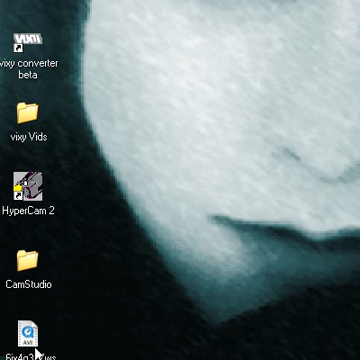 vixy
vixy converter
beta
vixy Vids
HyperCam 2
CamStudio
AVI